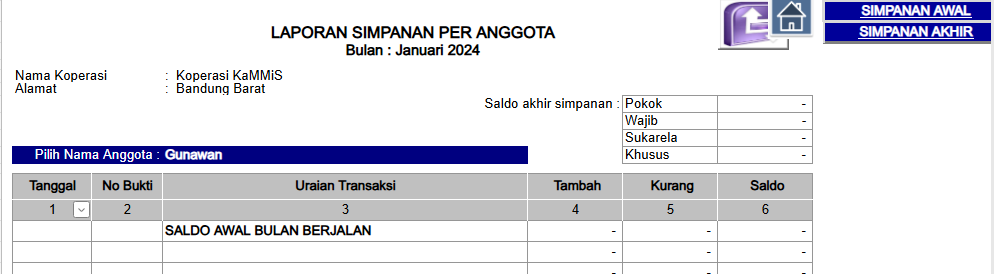 SIMPANAN AWAL
LAPORAN SIMPANAN PER ANGGOTA
SIMPANAN AKHIR
Bulan : Januari 2024
Nama Koperasi : Koperasi KaMMiS
Alamat : Bandung Barat
Saldo akhir simpanan : Pokok -
Wajib -
Sukarela -
Khusus -
Pilih Nama Anggota : Gunawan
Tanggal No Bukti Uraian Transaksi Tambah Kurang Saldo
1 2 3 4 5 6
SALDO AWAL BULAN BERJALAN - - -
- - -
- - -